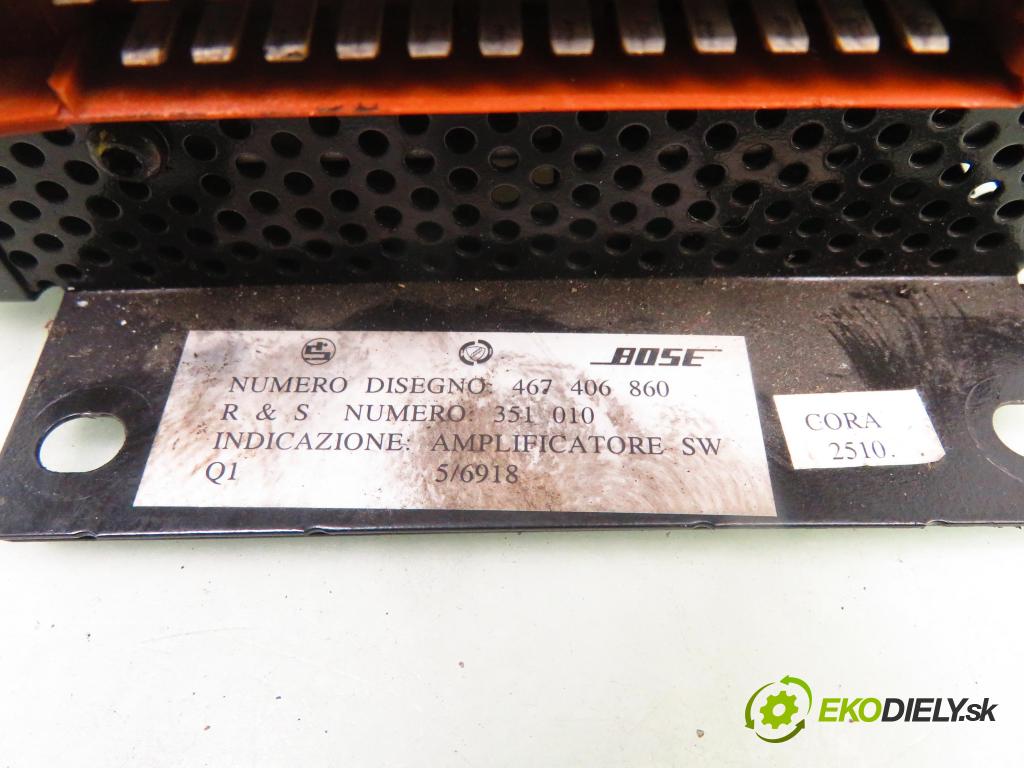 BOSE
NUMERO DISEGNO: 467 406 860
R & S NUMERO: 351 010
INDICAZIONE: AMPLIFICATORE SW
Q1 5/6918
CORA
2510.
EKODIELY.sk